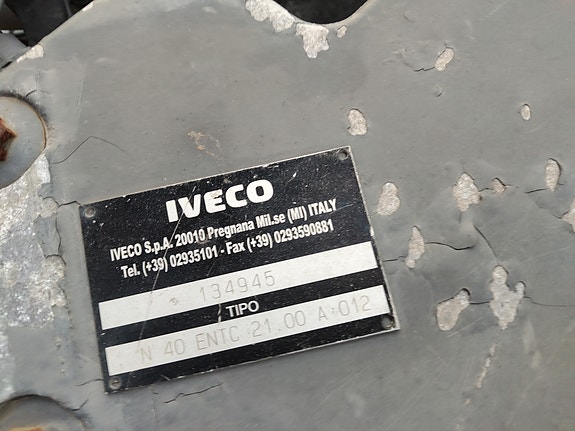 IVECO
IVECO S.p.A. 20010 Pregnana Mil.se (MI) ITALY
Tel. (+39) 02935101 - Fax (+39) 0293590881
134945
TIPO
N 40 ENTC 21.00 A.012